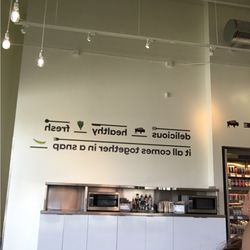 delicious healthy fresh
it all comes together in a snap